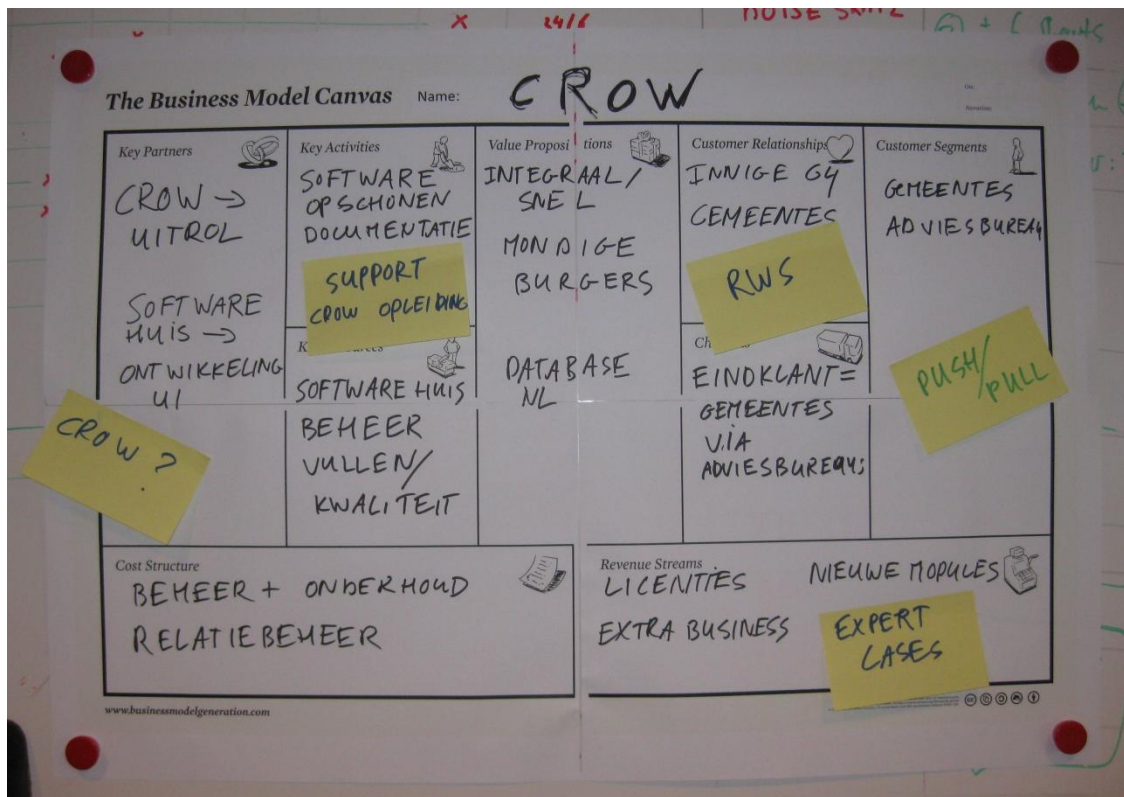 24/6
The Business Model Canvas
Name:
CROW
Key Partners
CROW →
UITROL
SOFTWARE
HUIS →
ONTWIKKELING
UI
CROW ?
Key Activities
SOFTWARE
OPSCHONEN
DOCUMENTATIE
SUPPORT
CROW OPLEIDING
SOFTWARE HUIS
BEHEER
VULLEN/
KWALITEIT
Value Propositions
INTEGRAAL/
SNEL
MONDIGE
BURGERS
DATABASE
NL
Customer Relationships
INNIGE
GEMEENTES
RWS
EINDKLANT=
GEMEENTES
VIA
ADVIESBUREAUS
Customer Segments
GEMEENTES
ADVIESBUREAU
PUSH/
PULL
Cost Structure
BEHEER + ONDERHOUD
RELATIEBEHEER
Revenue Streams
LICENTIES
NIEUWE MODULES
EXTRA BUSINESS
EXPERT
CASES
www.businessmodelgeneration.com